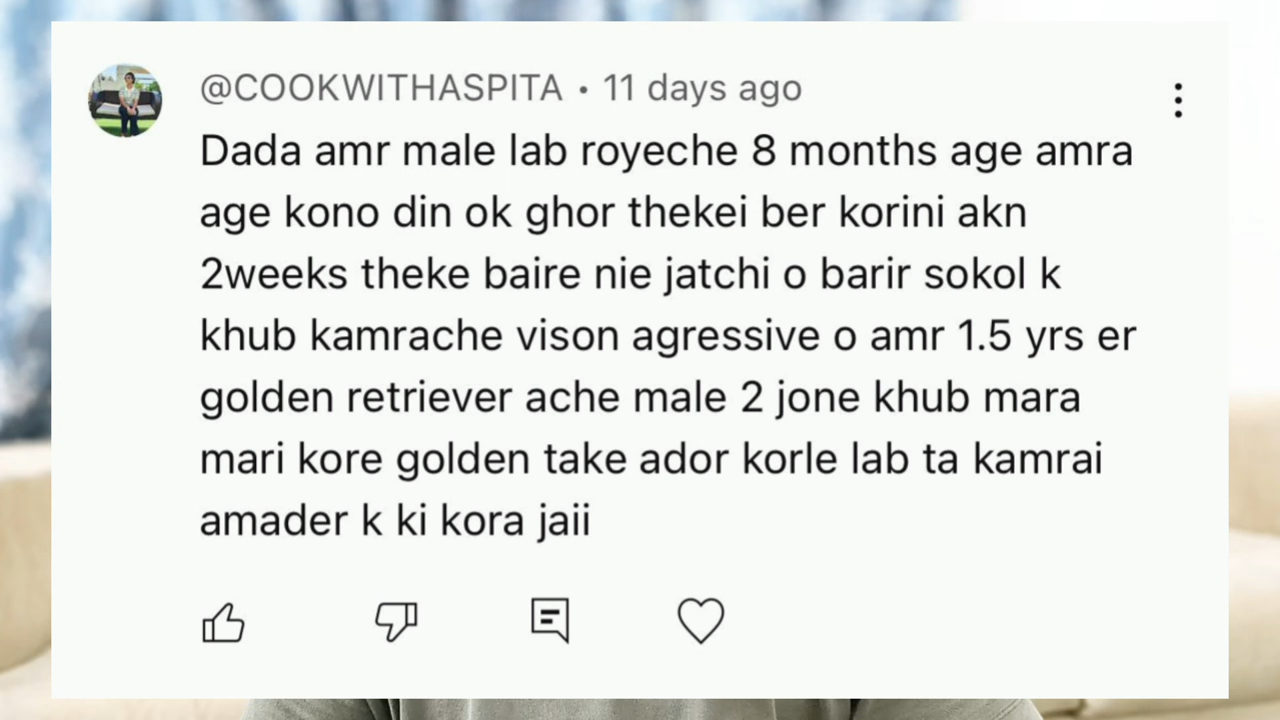 @COOKWITHASPITA • 11 days ago
Dada amr male lab royeche 8 months age amra
age kono din ok ghor thekei ber korini akn
2weeks theke baire nie jatchi o barir sokol k
khub kamrache vison agressive o amr 1.5 yrs er
golden retriever ache male 2 jone khub mara
mari kore golden take ador korle lab ta kamrai
amader k ki kora jaii